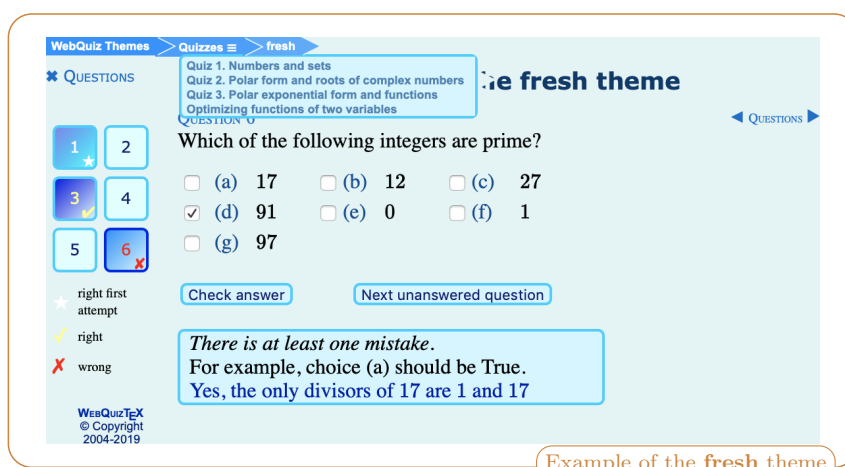 WebQuiz Themes Quizzes ☰ fresh
✖ QUESTIONS
Quiz 1. Numbers and sets
Quiz 2. Polar form and roots of complex numbers
Quiz 3. Polar exponential form and functions
Optimizing functions of two variables
fresh theme
◀ QUESTIONS ▶
QUESTION 6
Which of the following integers are prime?
1 2
3 4
5 6
(a) 17 (b) 12 (c) 27
(d) 91 (e) 0 (f) 1
(g) 97
Check answer Next unanswered question
right first
attempt
right
wrong
There is at least one mistake.
For example, choice (a) should be True.
Yes, the only divisors of 17 are 1 and 17
WEBQUIZTEX
© Copyright
2004-2019
Example of the fresh theme